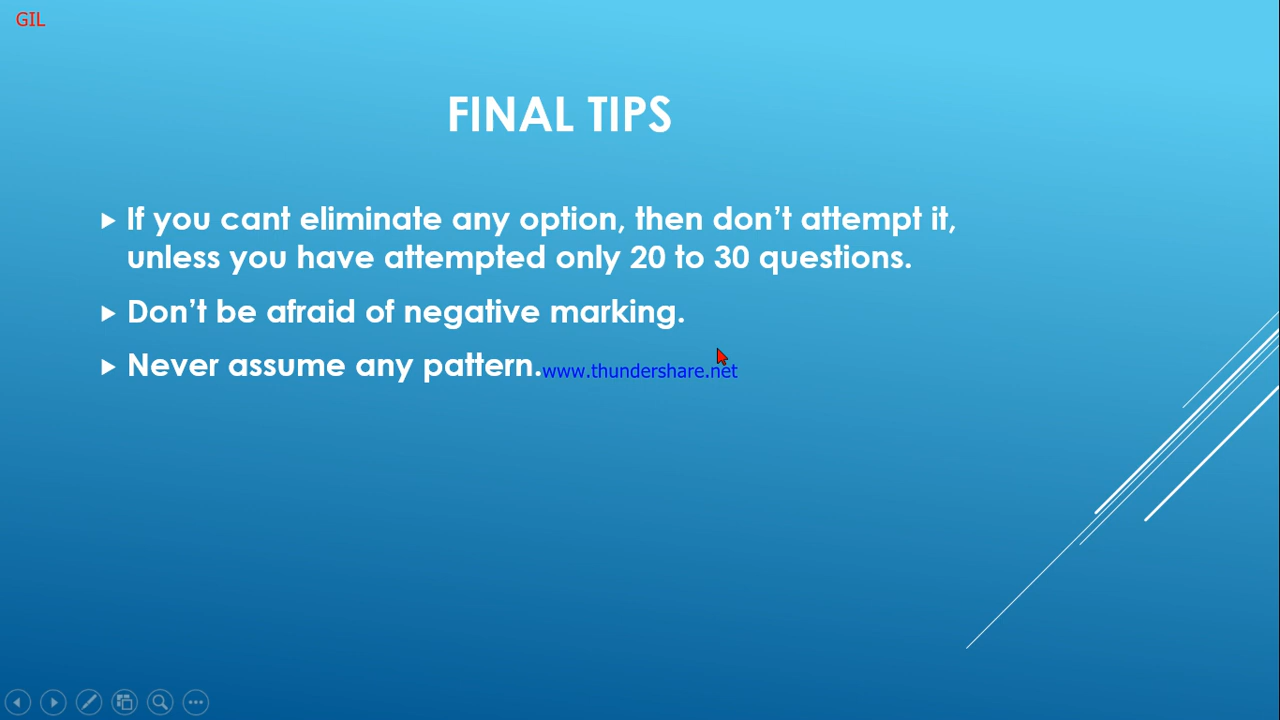 GIL
FINAL TIPS
If you cant eliminate any option, then don’t attempt it,
unless you have attempted only 20 to 30 questions.
Don’t be afraid of negative marking.
Never assume any pattern.
www.thundershare.net